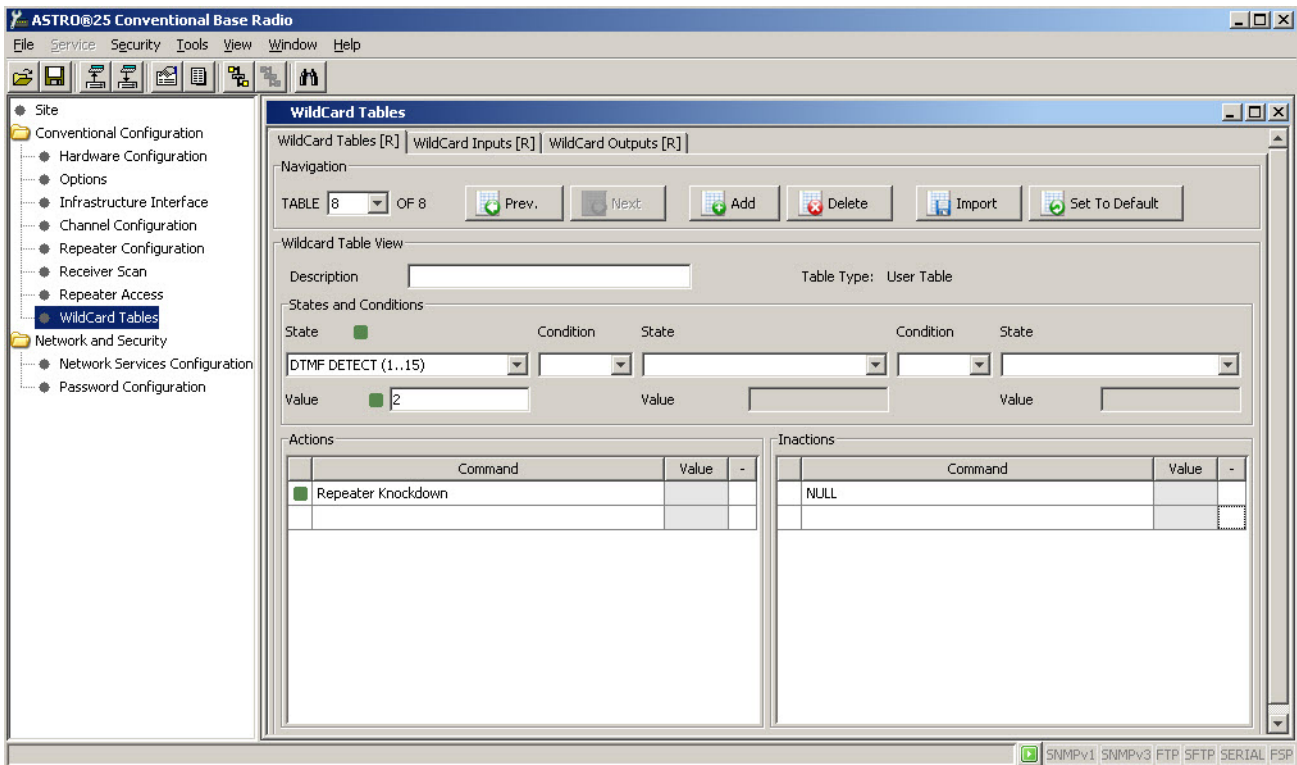 ASTRO®25 Conventional Base Radio
File Service Security Tools View Window Help
Site
Conventional Configuration
Hardware Configuration
Options
Infrastructure Interface
Channel Configuration
Repeater Configuration
Receiver Scan
Repeater Access
WildCard Tables
Network and Security
Network Services Configuration
Password Configuration
WildCard Tables
WildCard Tables [R] WildCard Inputs [R] WildCard Outputs [R]
Navigation
TABLE 8 OF 8 Prev. Next Add Delete Import Set To Default
Wildcard Table View
Description Table Type: User Table
States and Conditions
State Condition State Condition State
DTMF DETECT (1..15)
Value 2 Value Value
Actions
Command Value -
Repeater Knockdown
Inactions
Command Value -
NULL
SNMPv1 SNMPv3 FTP SFTP SERIAL FSP